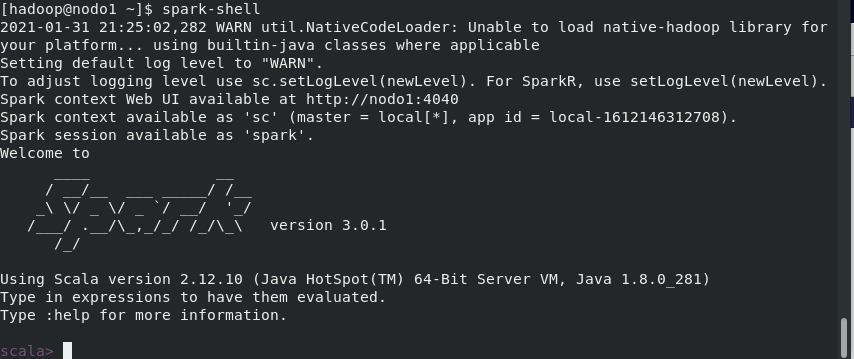 [hadoop@nodo1 ~]$ spark-shell
2021-01-31 21:25:02,282 WARN util.NativeCodeLoader: Unable to load native-hadoop library for
your platform... using builtin-java classes where applicable
Setting default log level to "WARN".
To adjust logging level use sc.setLogLevel(newLevel). For SparkR, use setLogLevel(newLevel).
Spark context Web UI available at http://nodo1:4040
Spark context available as 'sc' (master = local[*], app id = local-1612146312708).
Spark session available as 'spark'.
Welcome to
      ____              __
     / __/__  ___ _____/ /__
    _\ \/ _ \/ _ `/ __/  '_/
   /___/ .__/\_,_/_/ /_/\_\   version 3.0.1
      /_/
Using Scala version 2.12.10 (Java HotSpot(TM) 64-Bit Server VM, Java 1.8.0_281)
Type in expressions to have them evaluated.
Type :help for more information.
scala>